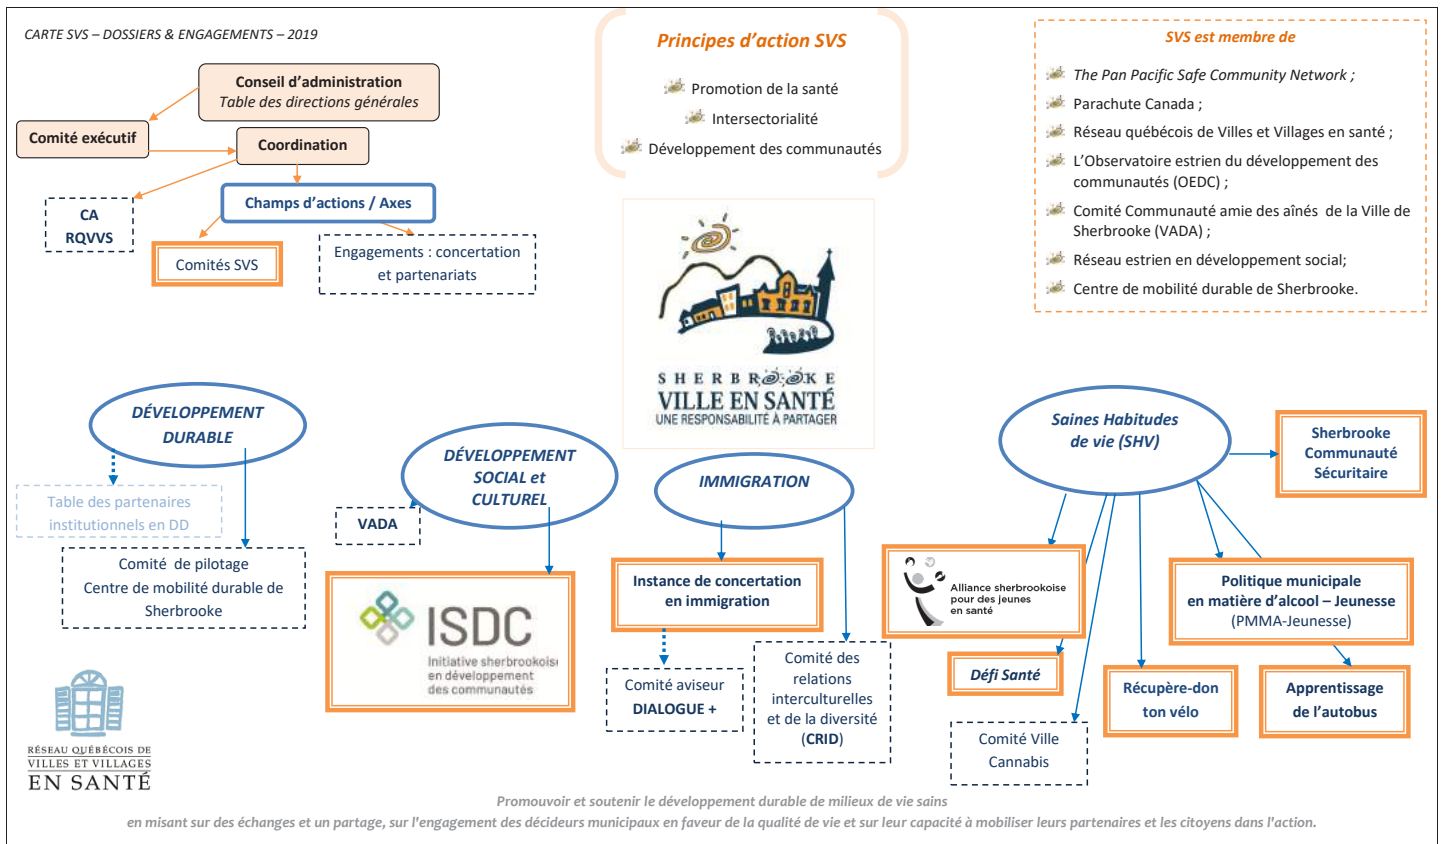 CARTE SVS – DOSSIERS & ENGAGEMENTS – 2019
Conseil d'administration
Table des directions générales
Comité exécutif
Coordination
CA
RQVVS
Champs d'actions / Axes
Comités SVS
Engagements : concertation
et partenariats
Principes d'action SVS
Promotion de la santé
Intersectorialité
Développement des communautés
SVS est membre de
The Pan Pacific Safe Community Network ;
Parachute Canada ;
Réseau québécois de Villes et Villages en santé ;
L'Observatoire estrien du développement des
communautés (OEDC) ;
Comité Communauté amie des aînés de la Ville de
Sherbrooke (VADA) ;
Réseau estrien en développement social;
Centre de mobilité durable de Sherbrooke.
SHERBROOKE
VILLE EN SANTÉ
UNE RESPONSABILITÉ À PARTAGER
DÉVELOPPEMENT
DURABLE
Table des partenaires
institutionnels en DD
Comité de pilotage
Centre de mobilité durable de
Sherbrooke
DÉVELOPPEMENT
SOCIAL et
CULTUREL
VADA
ISDC
Initiative sherbrookois
en développement
des communautés
IMMIGRATION
Instance de concertation
en immigration
Comité aviseur
DIALOGUE +
Comité des
relations
interculturelles
et de la diversité
(CRID)
Saines Habitudes
de vie (SHV)
Sherbrooke
Communauté
Sécuritaire
Alliance sherbrookoise
pour des jeunes
en santé
Politique municipale
en matière d'alcool – Jeunesse
(PMMA-Jeunesse)
Défi Santé
Récupère-don
ton vélo
Apprentissage
de l'autobus
Comité Ville
Cannabis
RÉSEAU QUÉBÉCOIS DE
VILLES ET VILLAGES
EN SANTÉ
Promouvoir et soutenir le développement durable de milieux de vie sains
en misant sur des échanges et un partage, sur l'engagement des décideurs municipaux en faveur de la qualité de vie et sur leur capacité à mobiliser leurs partenaires et les citoyens dans l'action.